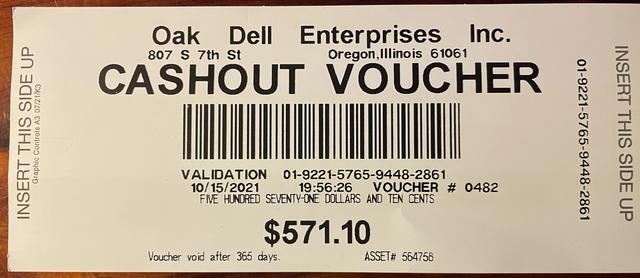 Oak Dell Enterprises Inc.
807 S 7th St Oregon,Illinois 61061
CASHOUT VOUCHER
VALIDATION 01-9221-5765-9448-2861
10/15/2021 19:56:26 VOUCHER # 0482
FIVE HUNDRED SEVENTY-ONE DOLLARS AND TEN CENTS
$571.10
Voucher void after 365 days. ASSET# 564758
INSERT THIS SIDE UP
Graphic Controls A3 07/21/K3
01-9221-5765-9448-2861
INSERT THIS SIDE UP